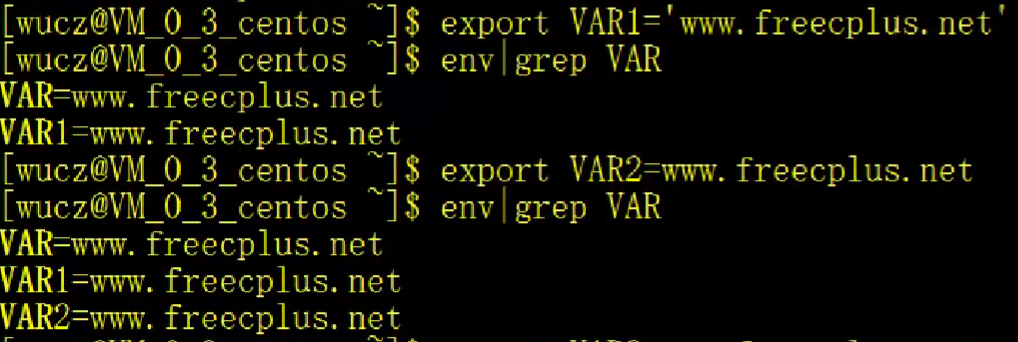 [wucz@VM_0_3_centos ~]$ export VAR1='www.freecplus.net'
[wucz@VM_0_3_centos ~]$ env|grep VAR
VAR=www.freecplus.net
VAR1=www.freecplus.net
[wucz@VM_0_3_centos ~]$ export VAR2=www.freecplus.net
[wucz@VM_0_3_centos ~]$ env|grep VAR
VAR=www.freecplus.net
VAR1=www.freecplus.net
VAR2=www.freecplus.net